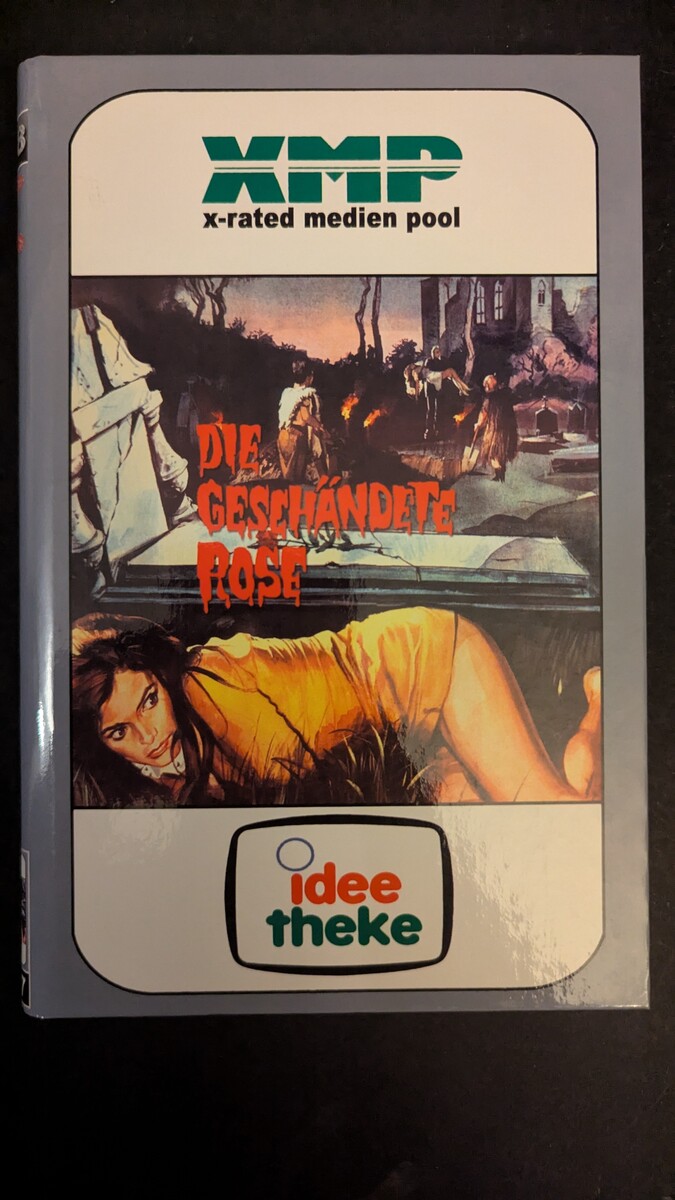 XMP
x-rated medien pool
DIE
GESCHÄNDETE
ROSE
idee
theke